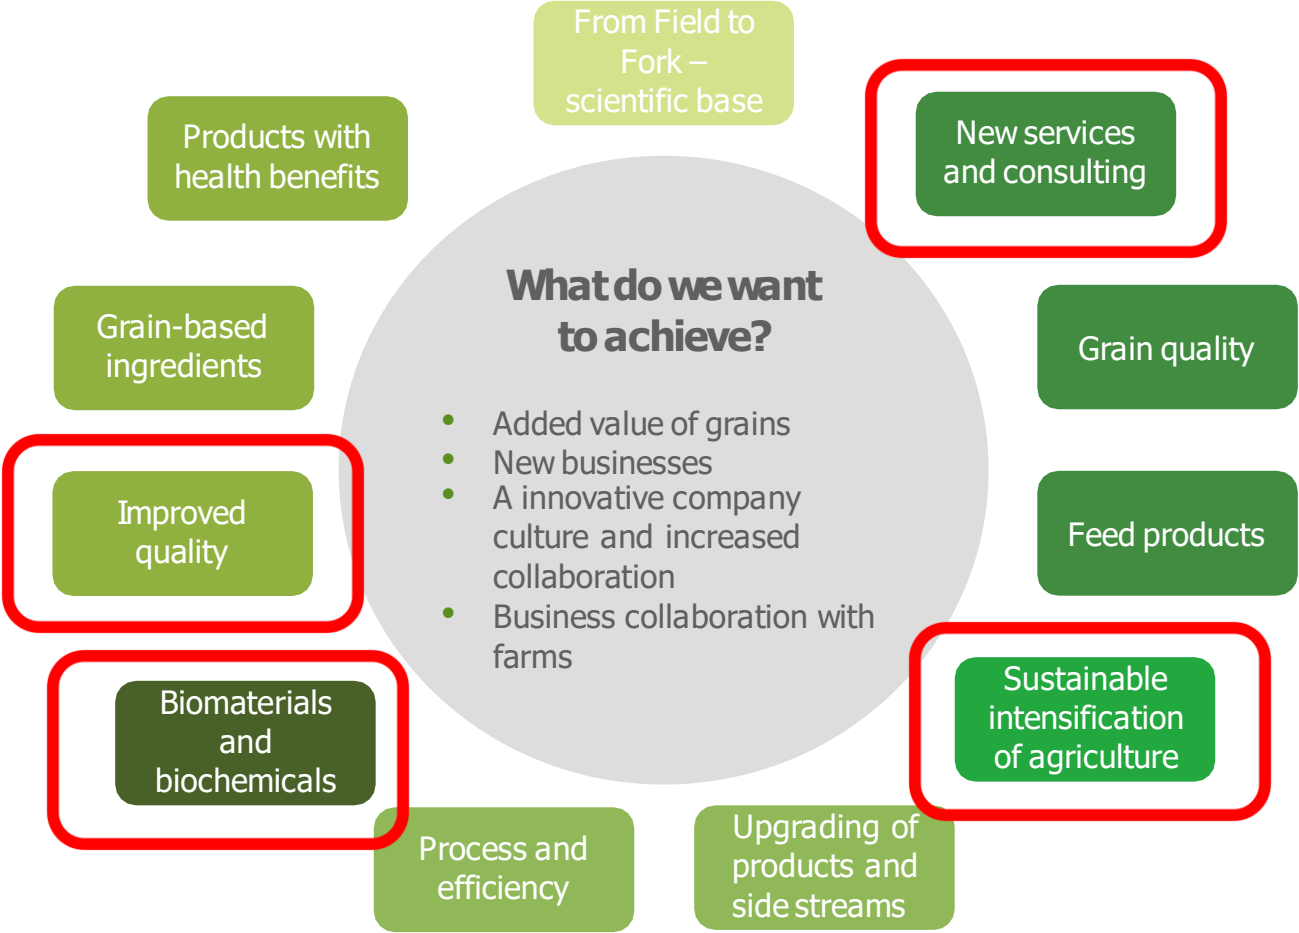 From Field to
Fork –
scientific base
New services
and consulting
Products with
health benefits
What do we want
to achieve?
Grain-based
ingredients
Grain quality
• Added value of grains
• New businesses
• A innovative company
culture and increased
collaboration
• Business collaboration with
farms
Improved
quality
Feed products
Biomaterials
and
biochemicals
Sustainable
intensification
of agriculture
Process and
efficiency
Upgrading of
products and
side streams